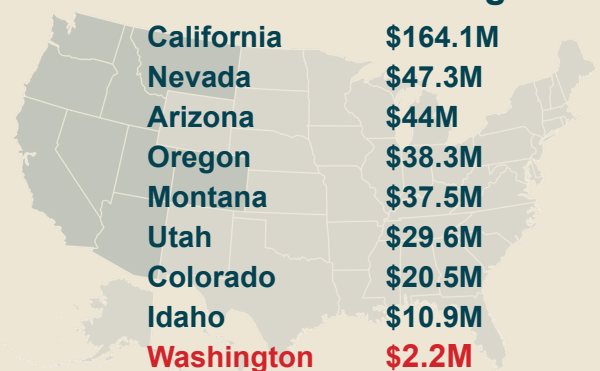 California $164.1M
Nevada $47.3M
Arizona $44M
Oregon $38.3M
Montana $37.5M
Utah $29.6M
Colorado $20.5M
Idaho $10.9M
Washington $2.2M